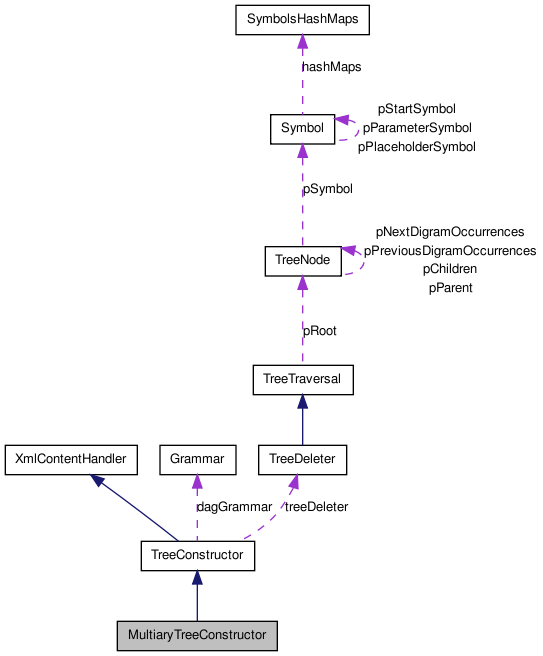 SymbolsHashMaps
hashMaps
pStartSymbol
Symbol
pParameterSymbol
pPlaceholderSymbol
pSymbol
pNextDigramOccurrences
pPreviousDigramOccurrences
TreeNode
pChildren
pParent
pRoot
TreeTraversal
XmlContentHandler
Grammar
TreeDeleter
dagGrammar
treeDeleter
TreeConstructor
MultiaryTreeConstructor